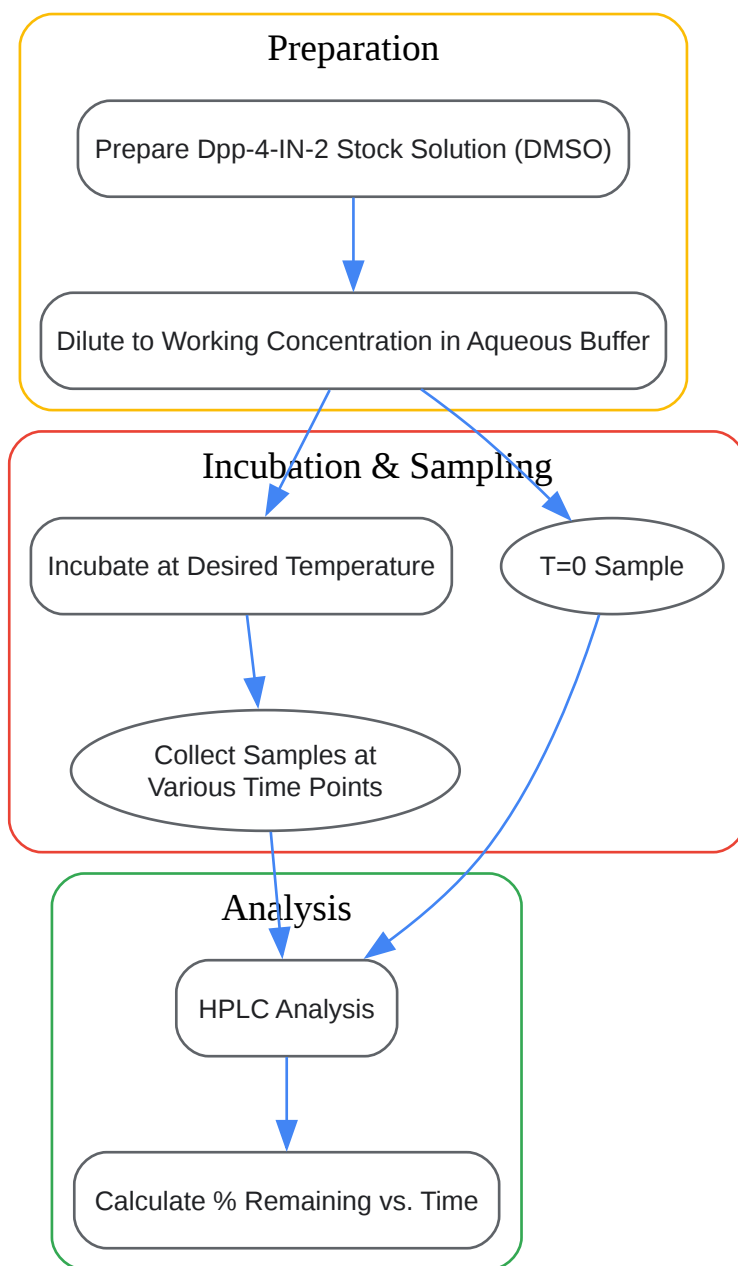 Preparation
Prepare Dpp-4-IN-2 Stock Solution (DMSO)
Dilute to Working Concentration in Aqueous Buffer
Incubation & Sampling
Incubate at Desired Temperature
T=0 Sample
Collect Samples at
Various Time Points
Analysis
HPLC Analysis
Calculate % Remaining vs. Time